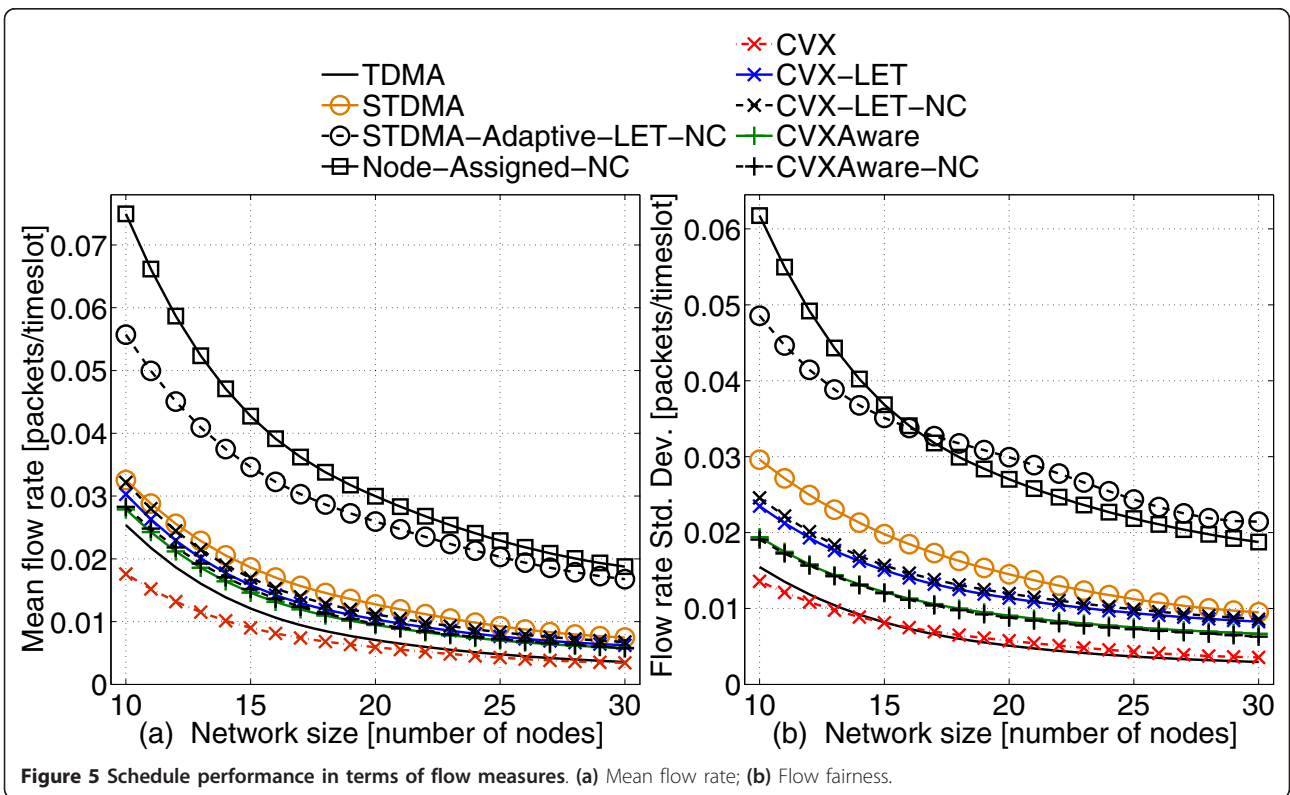 TDMA
STDMA
STDMA−Adaptive−LET−NC
Node−Assigned−NC
CVX
CVX−LET
CVX−LET−NC
CVXAware
CVXAware−NC
Mean flow rate [packets/timeslot]
0.07
0.06
0.05
0.04
0.03
0.02
0.01
0
10 15 20 25 30
(a) Network size [number of nodes]
Flow rate Std. Dev. [packets/timeslot]
0.06
0.05
0.04
0.03
0.02
0.01
0
10 15 20 25 30
(b) Network size [number of nodes]
Figure 5 Schedule performance in terms of flow measures. (a) Mean flow rate; (b) Flow fairness.